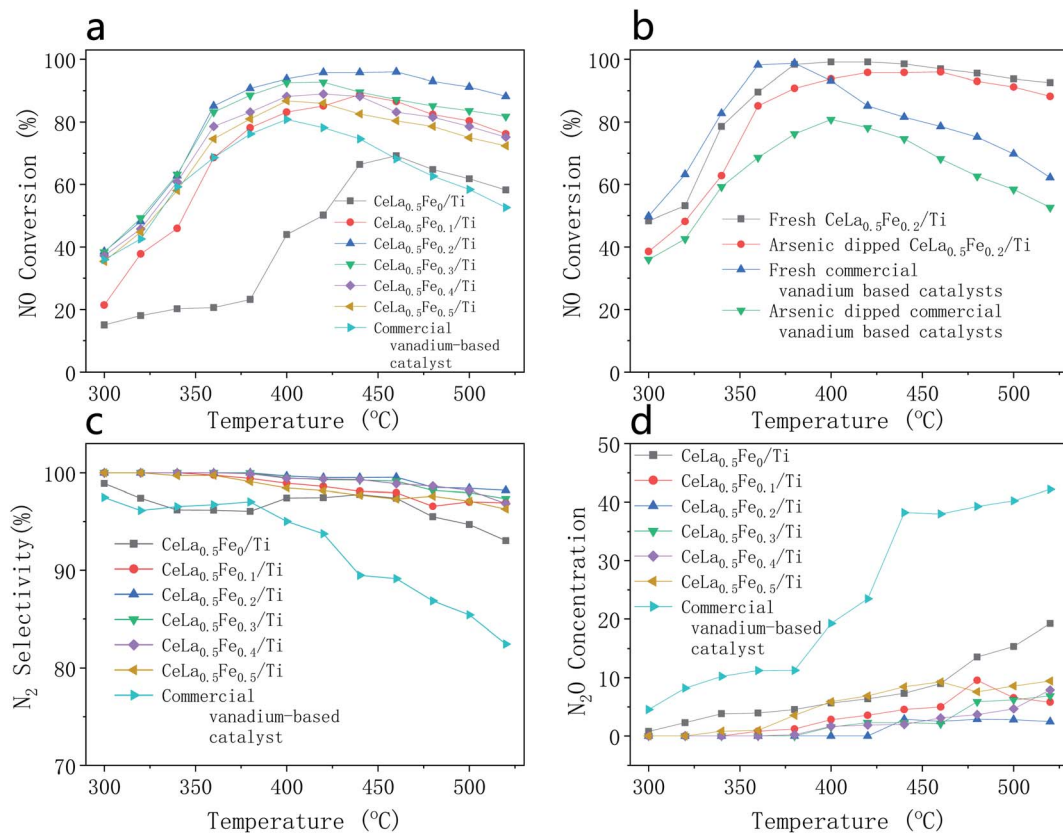 a
NO Conversion (%)
100
80
60
40
20
0
CeLa0.5Fe0/Ti
CeLa0.5Fe0.1/Ti
CeLa0.5Fe0.2/Ti
CeLa0.5Fe0.3/Ti
CeLa0.5Fe0.4/Ti
CeLa0.5Fe0.5/Ti
Commercial
vanadium-based
catalyst
300 350 400 450 500
Temperature (°C)
b
NO Conversion (%)
100
80
60
40
20
0
Fresh CeLa0.5Fe0.2/Ti
Arsenic dipped CeLa0.5Fe0.2/Ti
Fresh commercial
vanadium based catalysts
Arsenic dipped commercial
vanadium based catalysts
300 350 400 450 500
Temperature (°C)
c
N2 Selectivity(%)
100
90
80
70
CeLa0.5Fe0/Ti
CeLa0.5Fe0.1/Ti
CeLa0.5Fe0.2/Ti
CeLa0.5Fe0.3/Ti
CeLa0.5Fe0.4/Ti
CeLa0.5Fe0.5/Ti
Commercial
vanadium-based
catalyst
300 350 400 450 500
Temperature (°C)
d
N2O Concentration
50
40
30
20
10
0
CeLa0.5Fe0/Ti
CeLa0.5Fe0.1/Ti
CeLa0.5Fe0.2/Ti
CeLa0.5Fe0.3/Ti
CeLa0.5Fe0.4/Ti
CeLa0.5Fe0.5/Ti
Commercial
vanadium-based
catalyst
300 350 400 450 500
Temperature (°C)